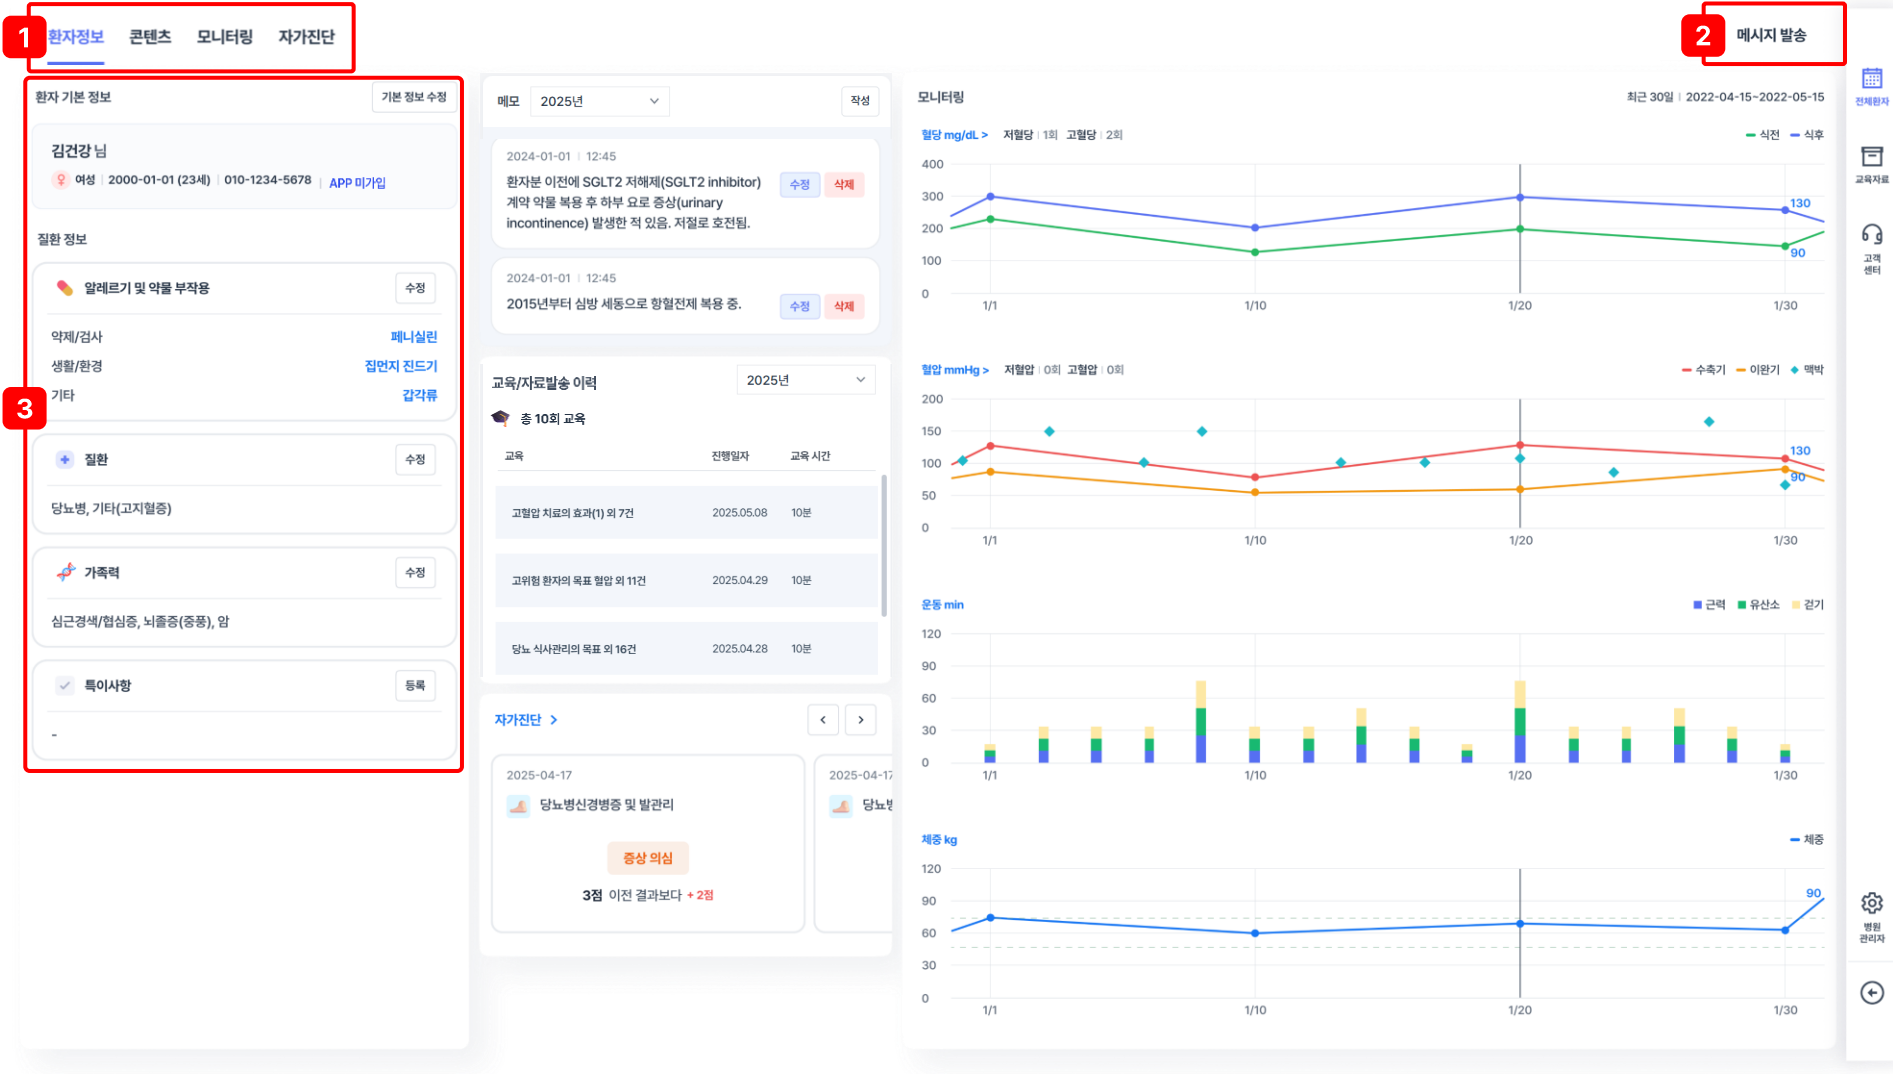 1
환자정보 콘텐츠 모니터링 자가진단
2
메시지 발송
3
환자 기본 정보
기본 정보 수정
김건강 님
여성 | 2000-01-01 (23세) | 010-1234-5678 | APP 미가입
질환 정보
알레르기 및 약물 부작용
수정
약제/검사 페니실린
생활/환경 집먼지 진드기
기타 갑각류
질환
수정
당뇨병, 기타(고지혈증)
가족력
수정
심근경색/협심증, 뇌졸증(중풍), 암
특이사항
등록
-
메모 2025년
작성
2024-01-01 | 12:45
환자분 이전에 SGLT2 저해제(SGLT2 inhibitor)
계약 약물 복용 후 하부 요로 증상(urinary
incontinence) 발생한 적 있음. 저절로 호전됨.
수정 삭제
2024-01-01 | 12:45
2015년부터 심방 세동으로 항혈전제 복용 중.
수정 삭제
교육/자료발송 이력
2025년
총 10회 교육
교육 진행일자 교육 시간
고혈압 치료의 효과(1) 외 7건 2025.05.08 10분
고위험 환자의 목표 혈압 외 11건 2025.04.29 10분
당뇨 식사관리의 목표 외 16건 2025.04.28 10분
자가진단 >
< >
2025-04-17
당뇨병신경병증 및 발관리
증상 의심
3점 이전 결과보다 + 2점
2025-04-17
당뇨병
모니터링
최근 30일 | 2022-04-15~2022-05-15
혈당 mg/dL > 저혈당 | 1회 고혈당 | 2회
식전 식후
400
300
200
100
0
130
90
1/1 1/10 1/20 1/30
혈압 mmHg > 저혈압 | 0회 고혈압 | 0회
수축기 이완기 맥박
200
150
100
50
0
130
90
1/1 1/10 1/20 1/30
운동 min
근력 유산소 걷기
120
90
60
30
0
1/1 1/10 1/20 1/30
체중 kg
체중
120
90
60
30
0
90
1/1 1/10 1/20 1/30
전체환자
교육자료
고객
센터
병원
관리자